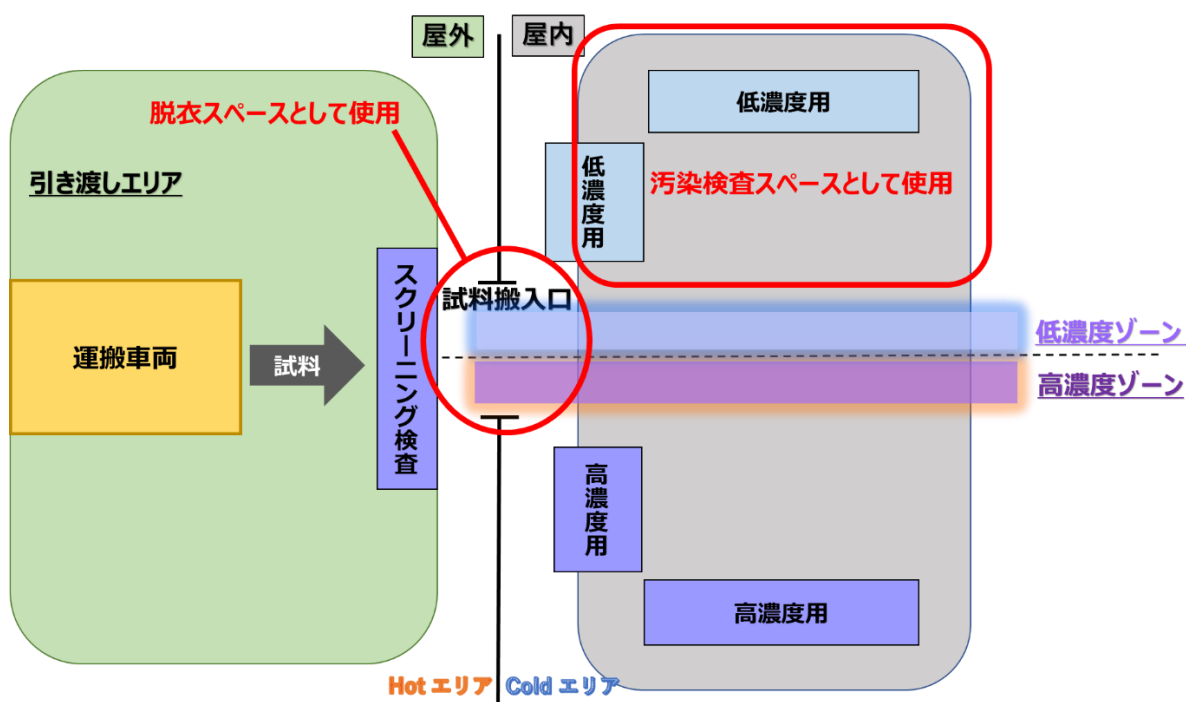 屋外
屋内
脱衣スペースとして使用
低濃度用
引き渡しエリア
低濃度用
汚染検査スペースとして使用
スクリーニング検査
試料搬入口
運搬車両
試料
低濃度ゾーン
高濃度ゾーン
高濃度用
高濃度用
Hot エリア
Cold エリア